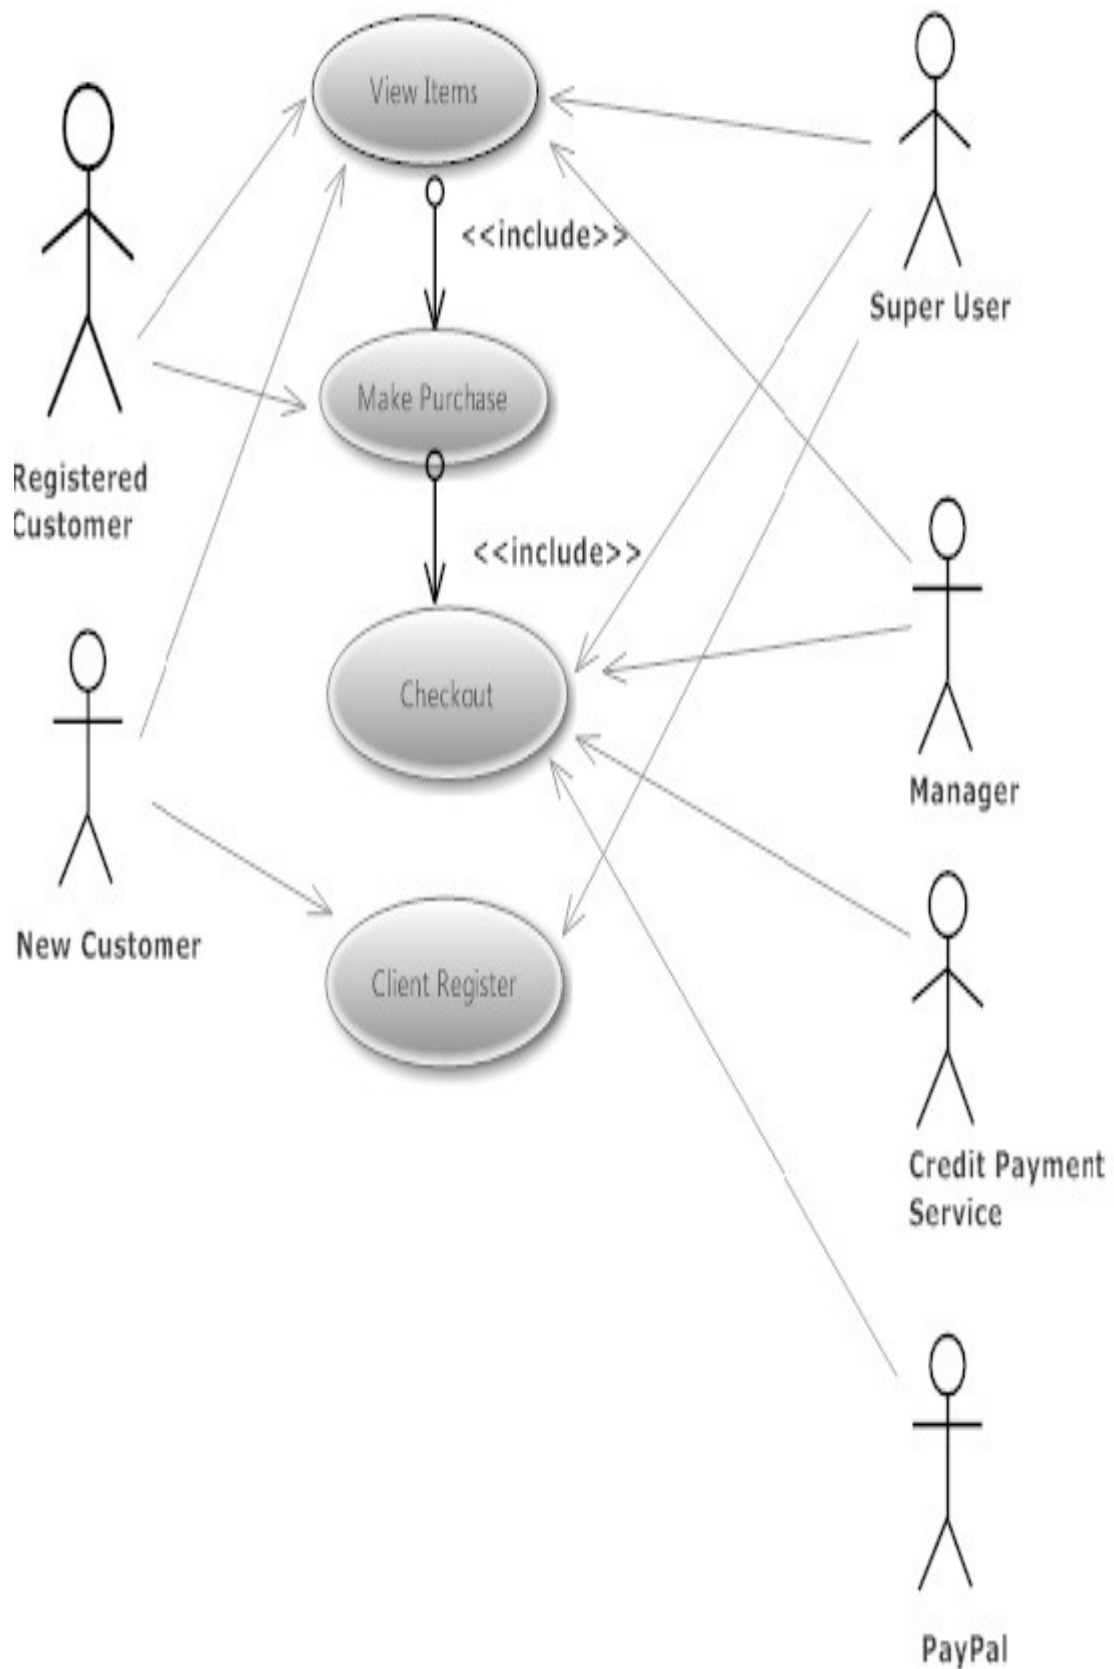 View Items
<<include>>
Super User
Make Purchase
Registered
Customer
<<include>>
Checkout
Manager
New Customer
Client Register
Credit Payment
Service
PayPal